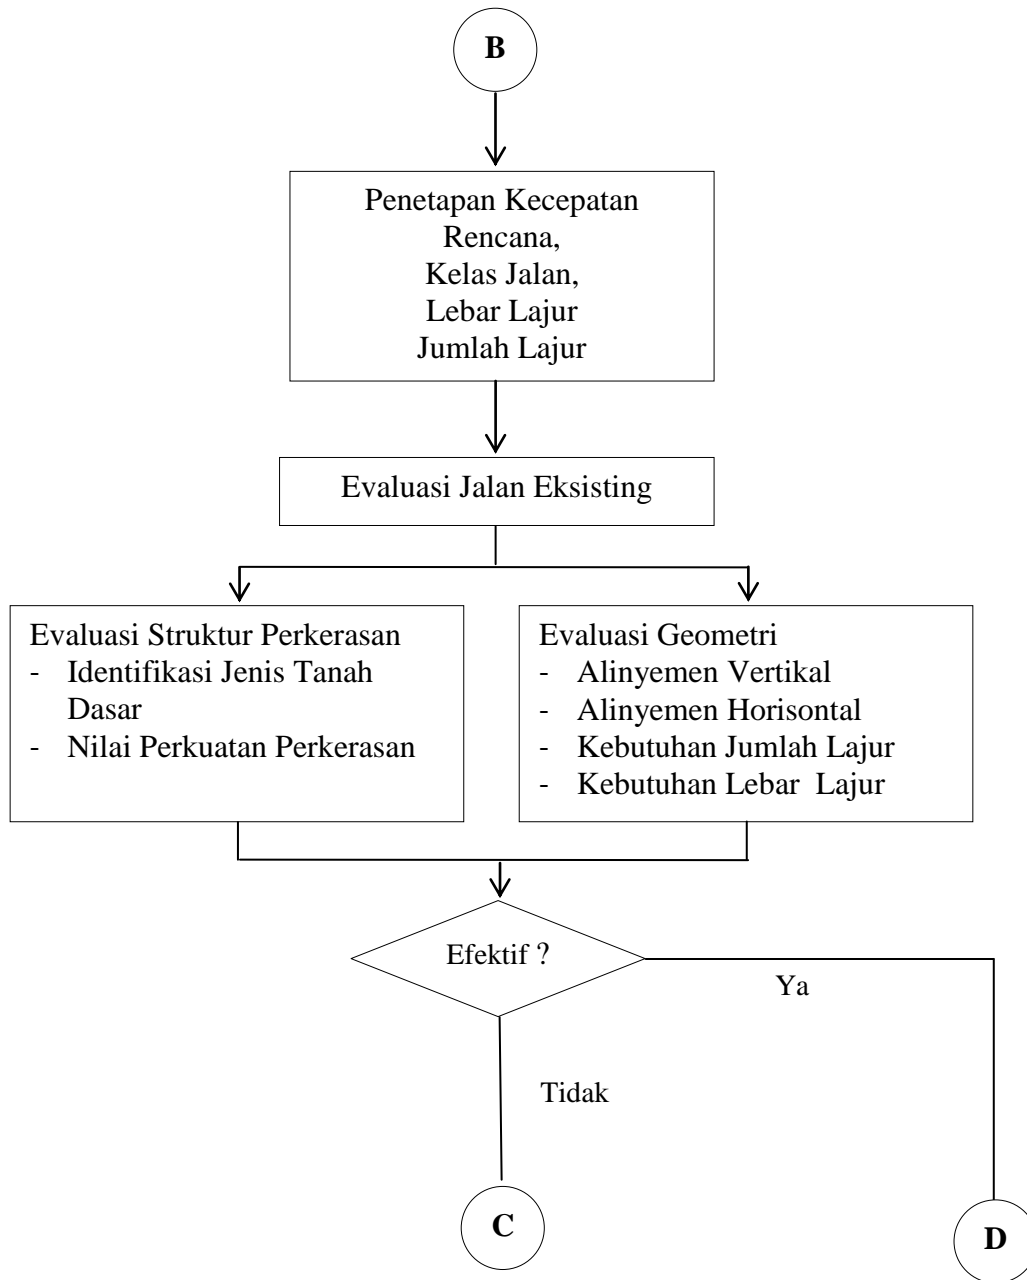 B
Penetapan Kecepatan
Rencana,
Kelas Jalan,
Lebar Lajur
Jumlah Lajur
Evaluasi Jalan Eksisting
Evaluasi Struktur Perkerasan
- Identifikasi Jenis Tanah
Dasar
- Nilai Perkuatan Perkerasan
Evaluasi Geometri
- Alinyemen Vertikal
- Alinyemen Horisontal
- Kebutuhan Jumlah Lajur
- Kebutuhan Lebar Lajur
Efektif ?
Ya
Tidak
C
D